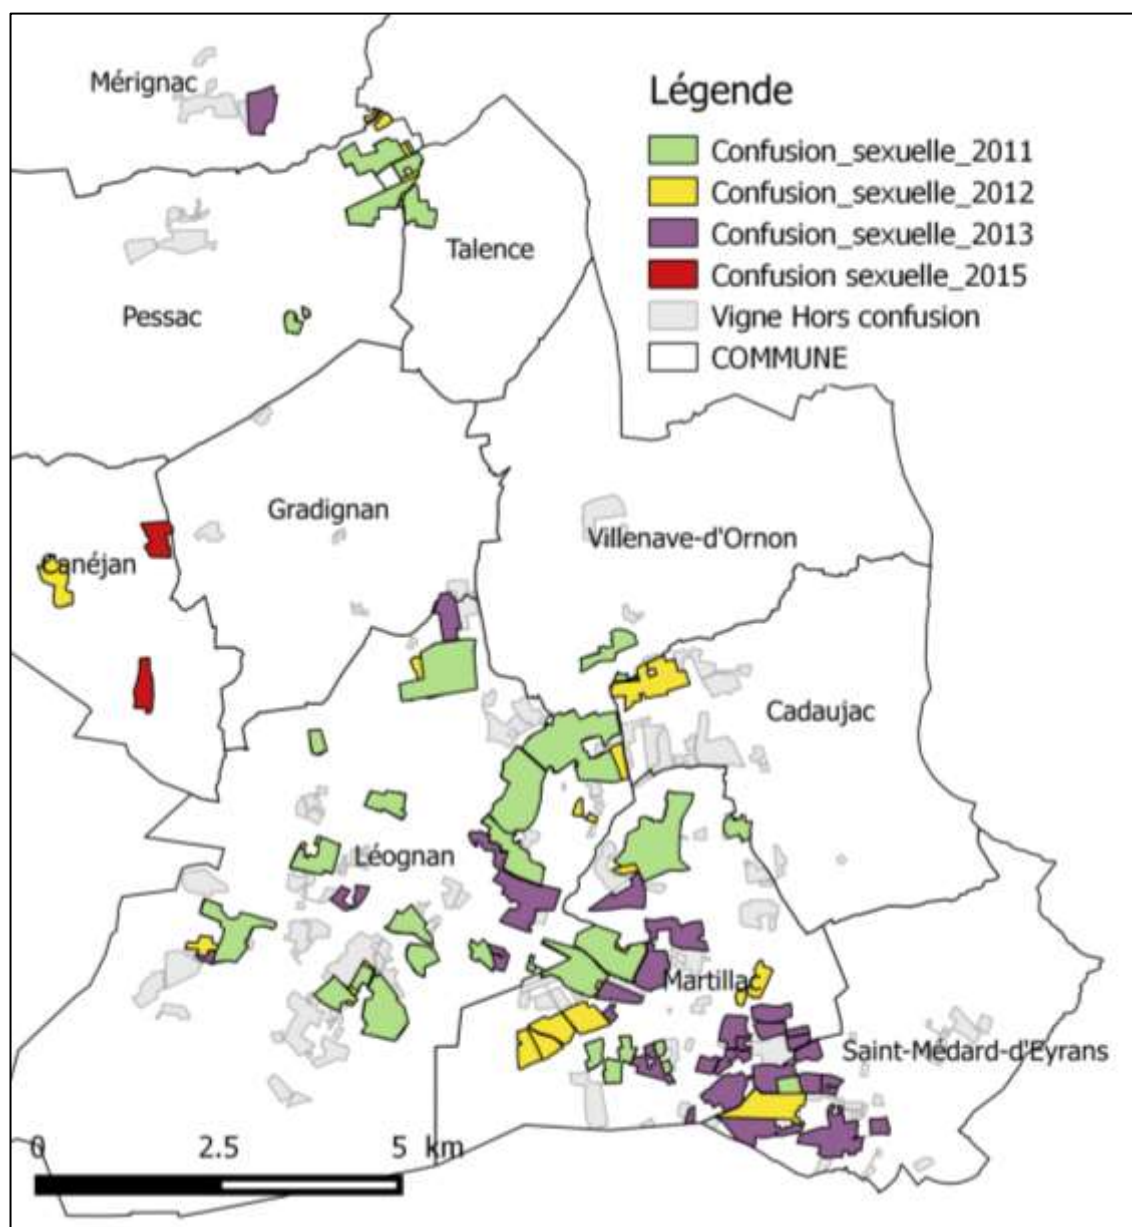 Mérignac
Légende
Confusion_sexuelle_2011
Confusion_sexuelle_2012
Confusion_sexuelle_2013
Confusion sexuelle_2015
Vigne Hors confusion
COMMUNE
Talence
Pessac
Gradignan
Villenave-d'Ornon
Canéjan
Cadaujac
Léognan
Martillac
Saint-Médard-d'Eyrans
0 2.5 5 km